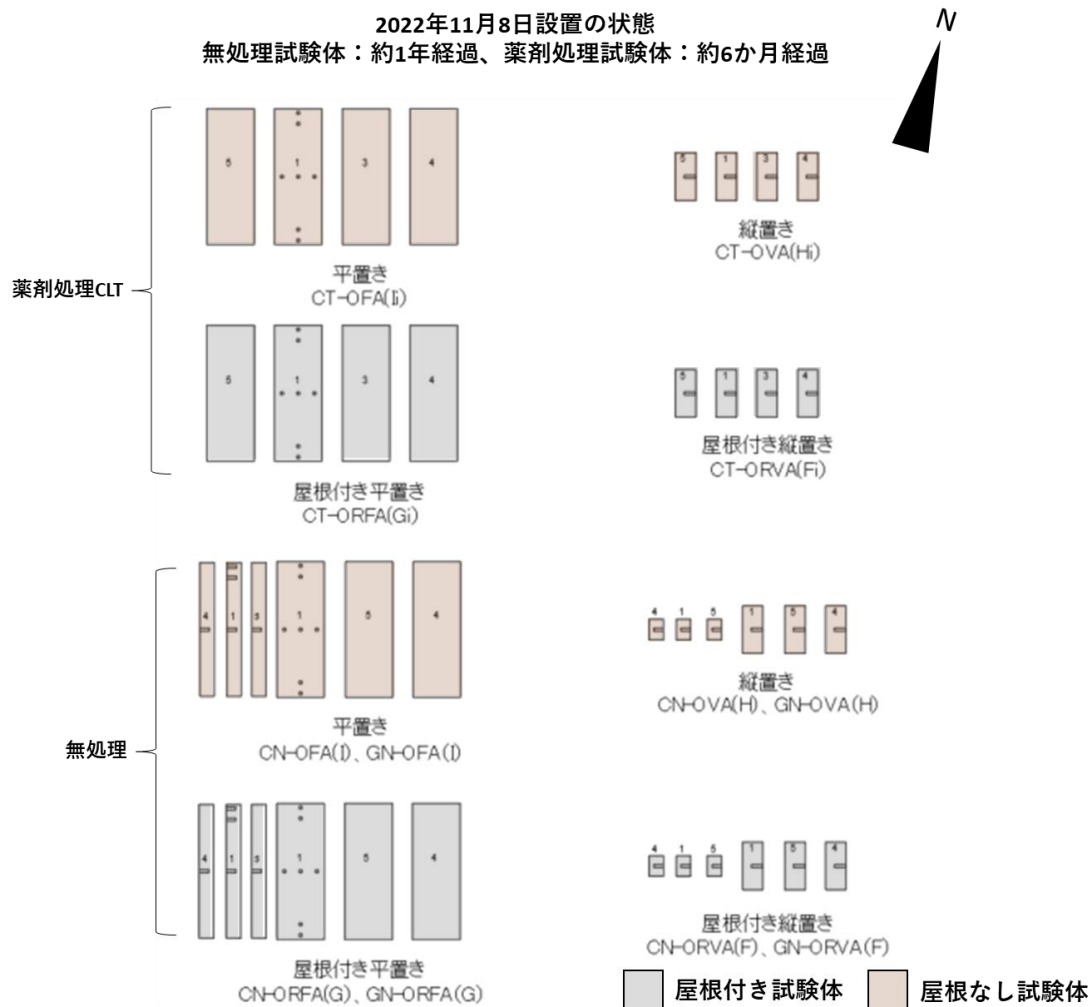 2022年11月8日設置の状態
無処理試験体：約1年経過、薬剤処理試験体：約6か月経過
N
5 1 3 4
平置き
CT-OFA(Ii)
5 1 3 4
縦置き
CT-OVA(Hi)
薬剤処理CLT
5 1 3 4
屋根付き平置き
CT-ORFA(Gi)
5 1 3 4
屋根付き縦置き
CT-ORVA(Fi)
4 1 5 1 5 4
平置き
CN-OFA(I)、GN-OFA(I)
4 1 5 1 5 4
縦置き
CN-OVA(H)、GN-OVA(H)
無処理
4 1 5 1 5 4
屋根付き平置き
CN-ORFA(G)、GN-ORFA(G)
4 1 5 1 5 4
屋根付き縦置き
CN-ORVA(F)、GN-ORVA(F)
屋根付き試験体
屋根なし試験体